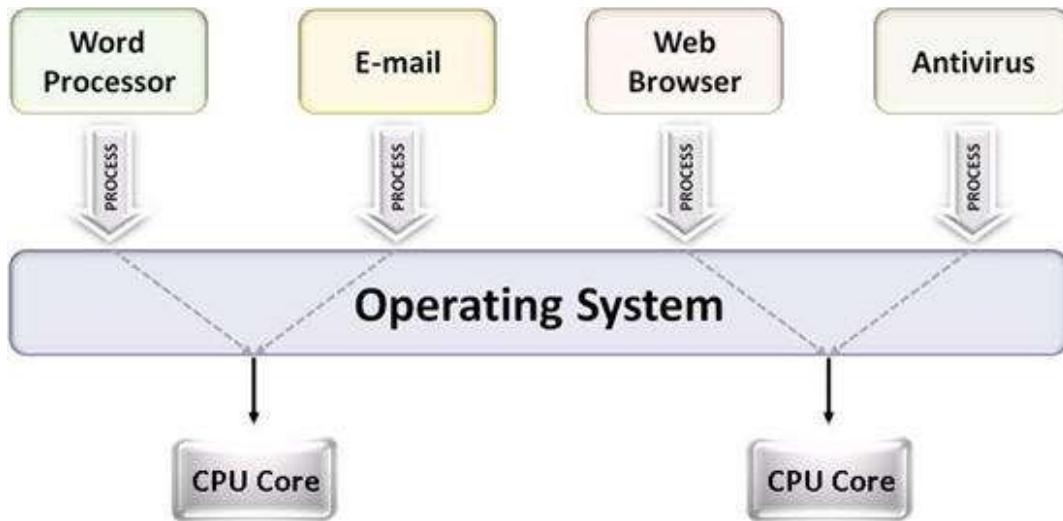 Word
Processor
E-mail
Web
Browser
Antivirus
PROCESS
PROCESS
PROCESS
PROCESS
Operating System
CPU Core
CPU Core